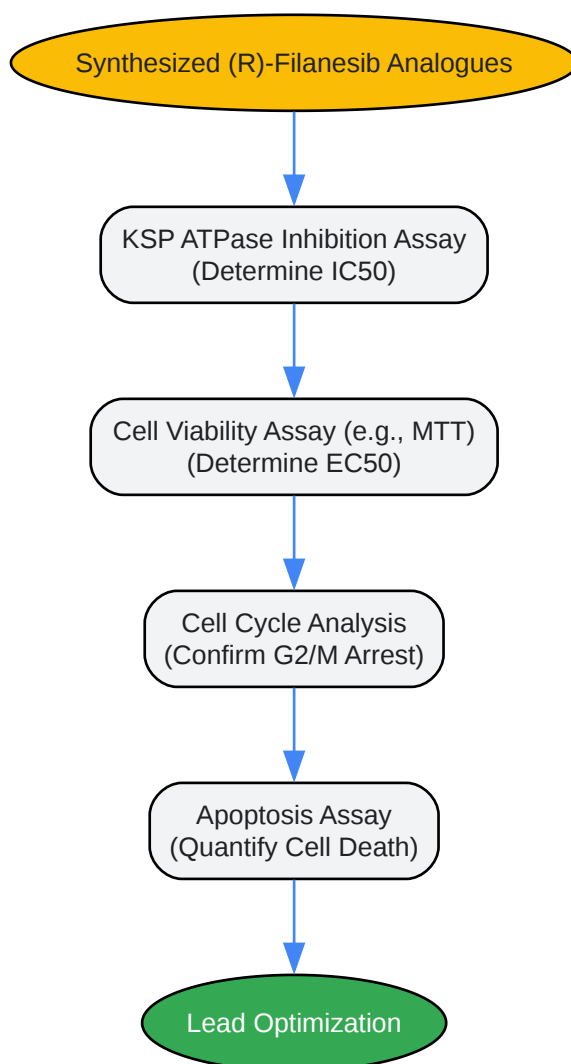 Synthesized (R)-Filanesib Analogues
KSP ATPase Inhibition Assay
(Determine IC50)
Cell Viability Assay (e.g., MTT)
(Determine EC50)
Cell Cycle Analysis
(Confirm G2/M Arrest)
Apoptosis Assay
(Quantify Cell Death)
Lead Optimization